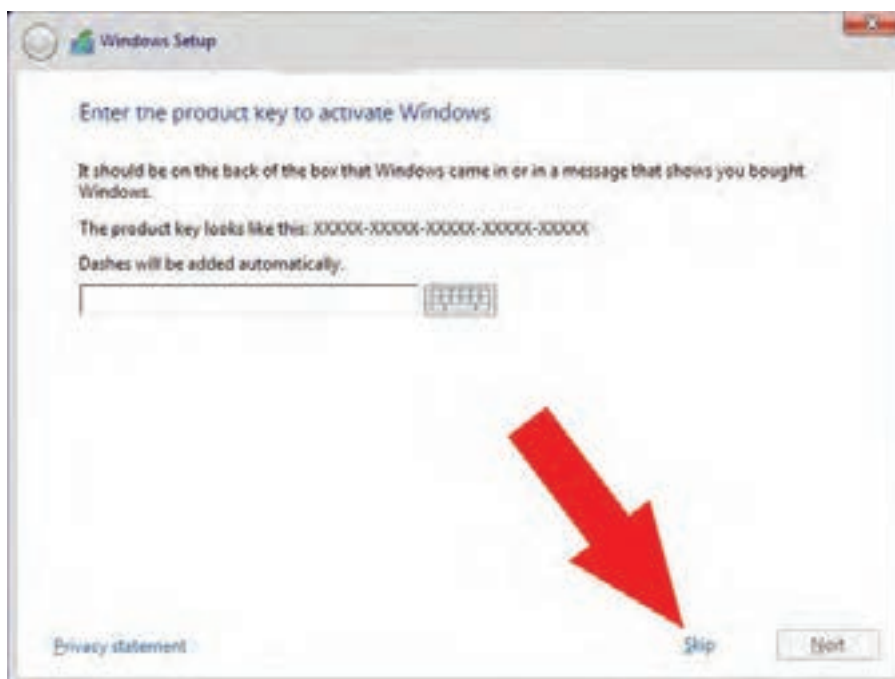 Windows Setup
Enter the product key to activate Windows
It should be on the back of the box that Windows came in or in a message that shows you bought
Windows.
The product key looks like this: XXXXX-XXXXX-XXXXX-XXXXX-XXXXX
Dashes will be added automatically.
Privacy statement
Skip
Next